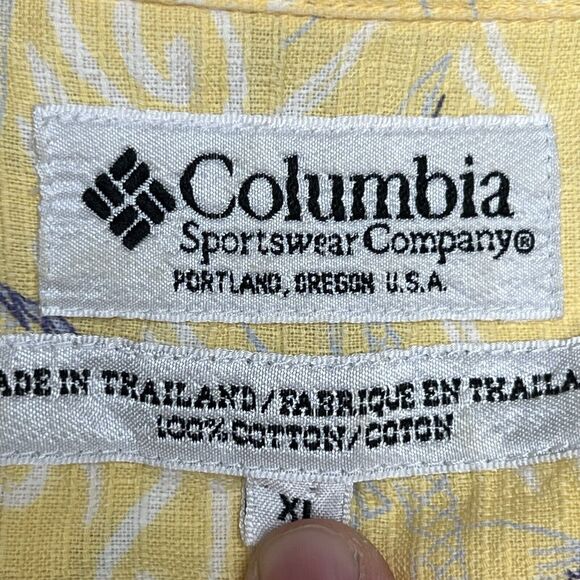 Columbia
Sportswear Company®
PORTLAND, OREGON U.S.A.
ADE IN THAILAND/FABRIQUE EN THAILA
100% COTTON/COTON
XL